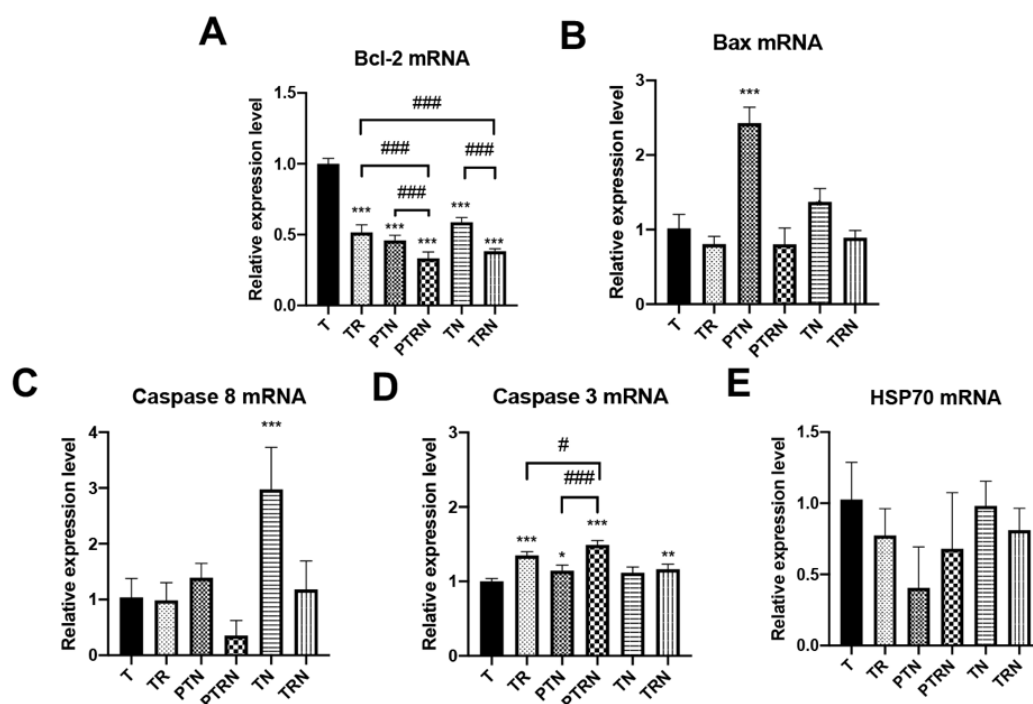 A
Bcl-2 mRNA
Relative expression level
1.5
1.0
0.5
0.0
###
###
###
###
***
***
***
***
***
T
TR
PTN
PTRN
TN
TRN
B
Bax mRNA
Relative expression level
3
2
1
0
***
T
TR
PTN
PTRN
TN
TRN
C
Caspase 8 mRNA
Relative expression level
4
3
2
1
0
***
T
TR
PTN
PTRN
TN
TRN
D
Caspase 3 mRNA
Relative expression level
3
2
1
0
#
###
***
*
***
**
T
TR
PTN
PTRN
TN
TRN
E
HSP70 mRNA
Relative expression level
1.5
1.0
0.5
0.0
T
TR
PTN
PTRN
TN
TRN